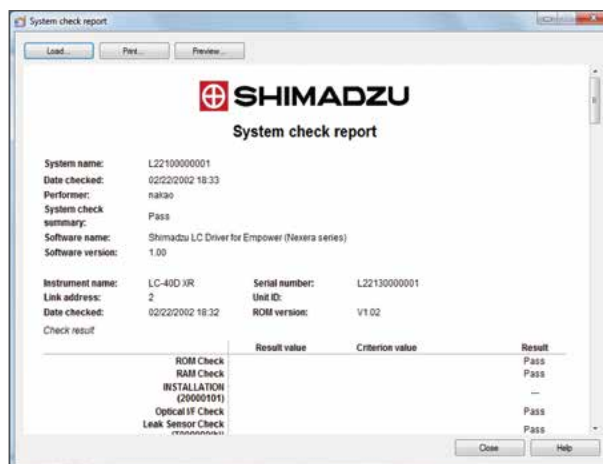 System check report
Load... Print... Preview...
SHIMADZU
System check report
System name: L22100000001
Date checked: 02/22/2002 18:33
Performer: nakao
System check
summary: Pass
Software name: Shimadzu LC Driver for Empower (Nexera series)
Software version: 1.00
Instrument name: LC-40D XR Serial number: L22130000001
Link address: 2 Unit ID:
Date checked: 02/22/2002 18:32 ROM version: V1.02
Check result
Result value Criterion value Result
ROM Check Pass
RAM Check Pass
INSTALLATION
(20000101) ---
Optical I/F Check Pass
Leak Sensor Check
Pass
Close Help